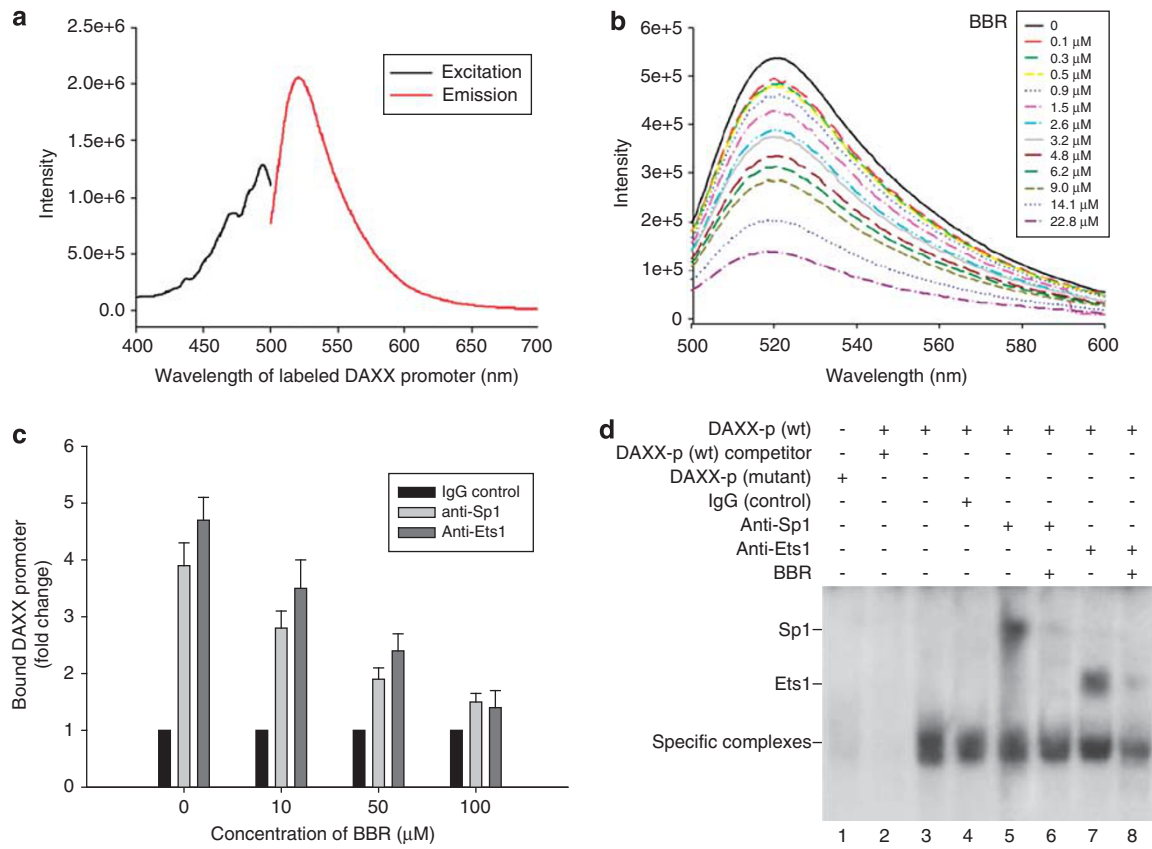 a
2.5e+6
2.0e+6
1.5e+6
1.0e+6
5.0e+5
0.0
Intensity
Excitation
Emission
400 450 500 550 600 650 700
Wavelength of labeled DAXX promoter (nm)
b
6e+5
5e+5
4e+5
3e+5
2e+5
1e+5
0
Intensity
BBR
0
0.1 μM
0.3 μM
0.5 μM
0.9 μM
1.5 μM
2.6 μM
3.2 μM
4.8 μM
6.2 μM
9.0 μM
14.1 μM
22.8 μM
500 520 540 560 580 600
Wavelength (nm)
c
6
5
4
3
2
1
0
Bound DAXX promoter
(fold change)
IgG control
anti-Sp1
Anti-Ets1
0 10 50 100
Concentration of BBR (μM)
d
DAXX-p (wt) - + + + + + + +
DAXX-p (wt) competitor - + - - - - - -
DAXX-p (mutant) + - - - - - - -
IgG (control) - - - + - - - -
Anti-Sp1 - - - - + + - -
Anti-Ets1 - - - - - - + +
BBR - - - - - + - +
Sp1
Ets1
Specific complexes
1 2 3 4 5 6 7 8